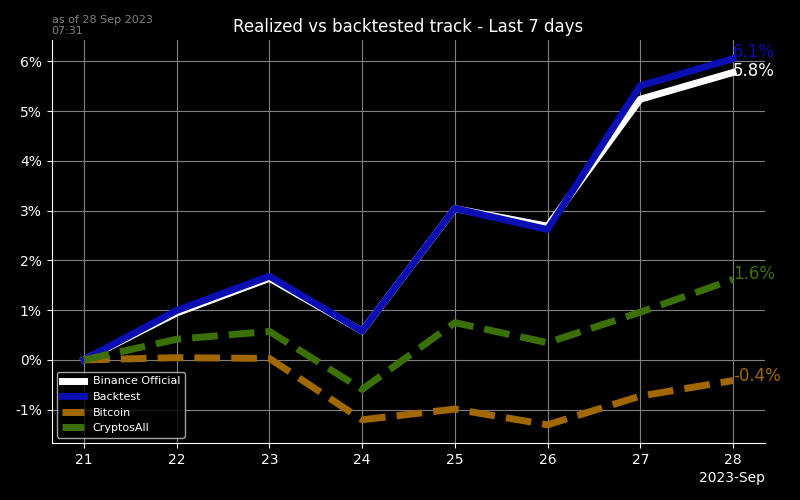 as of 28 Sep 2023
07:31
Realized vs backtested track - Last 7 days
6%
5%
4%
3%
2%
1%
0%
-1%
6.1%
5.8%
1.6%
-0.4%
Binance Official
Backtest
Bitcoin
CryptosAll
21 22 23 24 25 26 27 28
2023-Sep